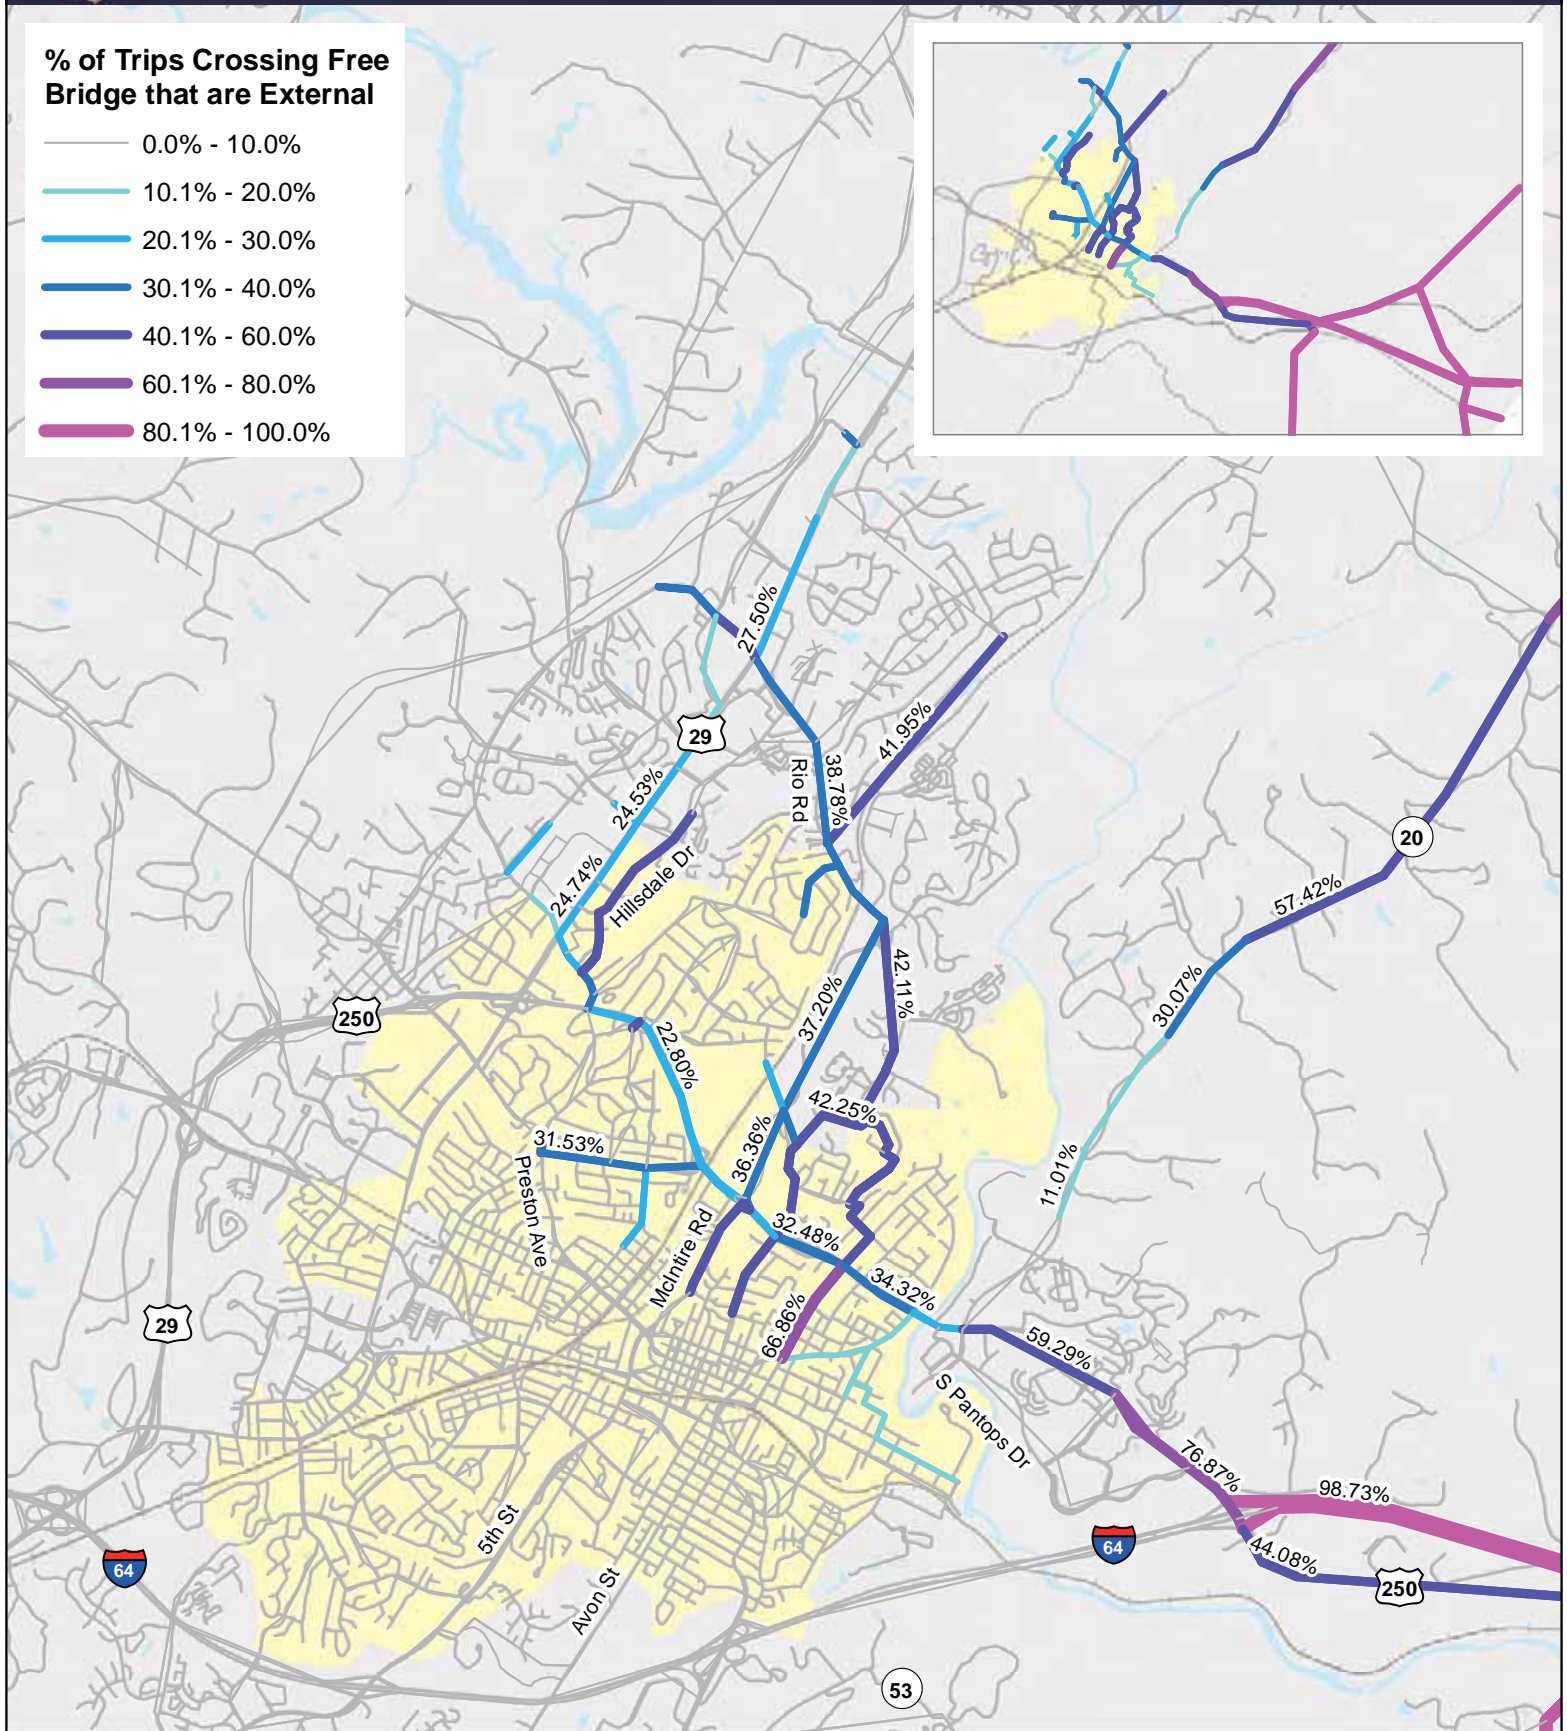 % of Trips Crossing Free
Bridge that are External
0.0% - 10.0%
10.1% - 20.0%
20.1% - 30.0%
30.1% - 40.0%
40.1% - 60.0%
60.1% - 80.0%
80.1% - 100.0%
27.50%
29
41.95%
38.78%
Rio Rd
24.53%
20
24.74%
Hillsdale Dr
57.42%
42.11%
37.20%
30.07%
250
22.80%
42.25%
36.36%
31.53%
11.01%
Preston Ave
McIntire Rd
32.48%
34.32%
29
66.86%
59.29%
S Pantops Dr
76.87%
98.73%
5th St
64
64
44.08%
250
Avon St
53